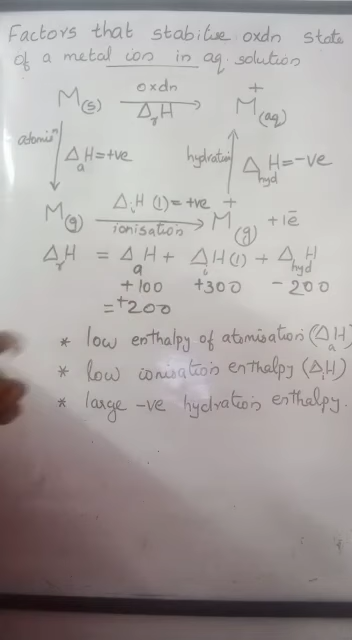 Factors that stabilise oxdn state
of a metal ion in aq. solution
M(s) oxdn ΔrH M+(aq)
atomisn ΔaH=+ve hydration ΔhydH=-ve
M(g) ΔiH(1)=+ve ionisation M+(g) +1ē
ΔrH = ΔaH + ΔiH(1) + ΔhydH
+100 +300 -200
=+200
* low enthalpy of atomisation (ΔaH)
* low ionisation enthalpy (ΔiH)
* large -ve hydration enthalpy.